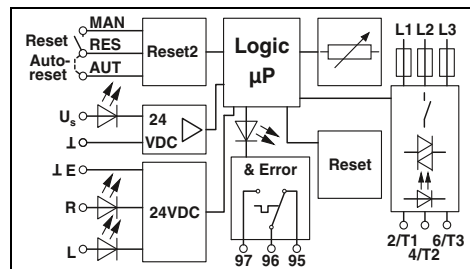 MAN
Reset
RES
Reset2
Auto-
reset
AUT
Logic
µP
L1 L2 L3
Us
24
VDC
⊥
⊥ E
R
24VDC
L
& Error
Reset
97 96 95
2/T1 6/T3
4/T2